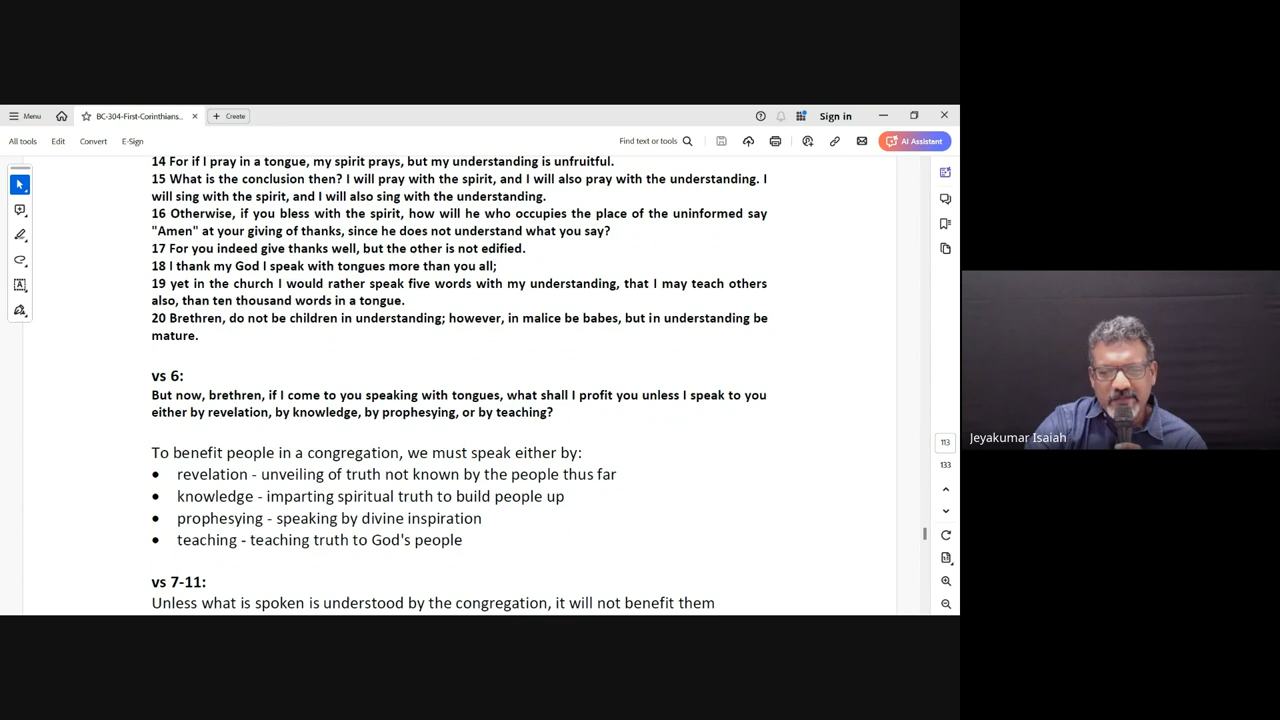 Menu
BC-304-First-Corinthians...
Create
Sign in
All tools
Edit
Convert
E-Sign
Find text or tools
AI Assistant
14 For if I pray in a tongue, my spirit prays, but my understanding is unfruitful.
15 What is the conclusion then? I will pray with the spirit, and I will also pray with the understanding. I
will sing with the spirit, and I will also sing with the understanding.
16 Otherwise, if you bless with the spirit, how will he who occupies the place of the uninformed say
"Amen" at your giving of thanks, since he does not understand what you say?
17 For you indeed give thanks well, but the other is not edified.
18 I thank my God I speak with tongues more than you all;
19 yet in the church I would rather speak five words with my understanding, that I may teach others
also, than ten thousand words in a tongue.
20 Brethren, do not be children in understanding; however, in malice be babes, but in understanding be
mature.
vs 6:
But now, brethren, if I come to you speaking with tongues, what shall I profit you unless I speak to you
either by revelation, by knowledge, by prophesying, or by teaching?
To benefit people in a congregation, we must speak either by:
• revelation - unveiling of truth not known by the people thus far
• knowledge - imparting spiritual truth to build people up
• prophesying - speaking by divine inspiration
• teaching - teaching truth to God's people
vs 7-11:
Unless what is spoken is understood by the congregation, it will not benefit them
113
133
Jeyakumar Isaiah